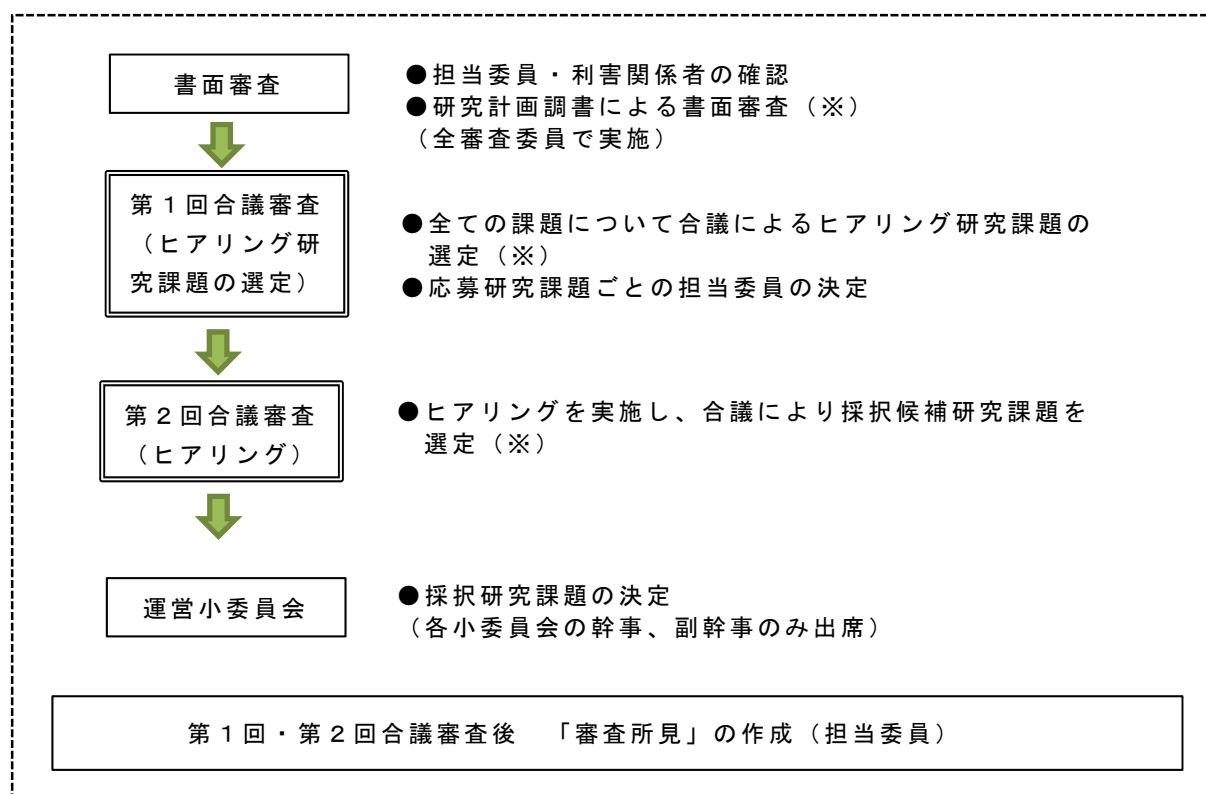 書面審査
●担当委員・利害関係者の確認
●研究計画調書による書面審査（※）
（全審査委員で実施）
第１回合議審査
（ヒアリング研
究課題の選定）
●全ての課題について合議によるヒアリング研究課題の
選定（※）
●応募研究課題ごとの担当委員の決定
第２回合議審査
（ヒアリング）
●ヒアリングを実施し、合議により採択候補研究課題を
選定（※）
運営小委員会
●採択研究課題の決定
（各小委員会の幹事、副幹事のみ出席）
第１回・第２回合議審査後　「審査所見」の作成（担当委員）